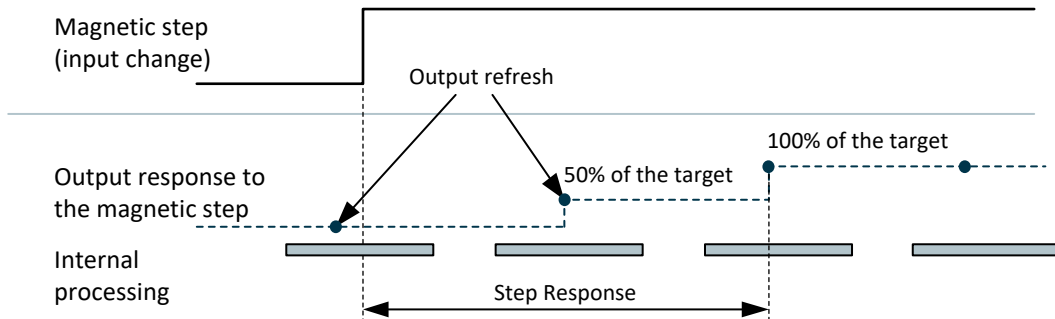 Magnetic step
(input change)
Output refresh
100% of the target
50% of the target
Output response to
the magnetic step
Internal
processing
Step Response